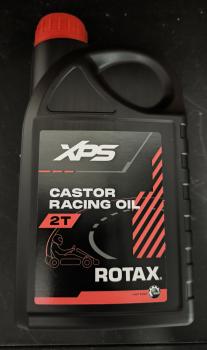 XPS
CASTOR
RACING OIL
2T
ROTAX